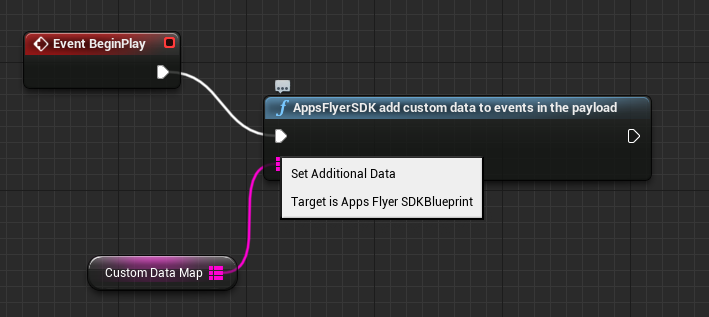 Event BeginPlay
AppsFlyerSDK add custom data to events in the payload
Set Additional Data
Target is Apps Flyer SDKBlueprint
Custom Data Map